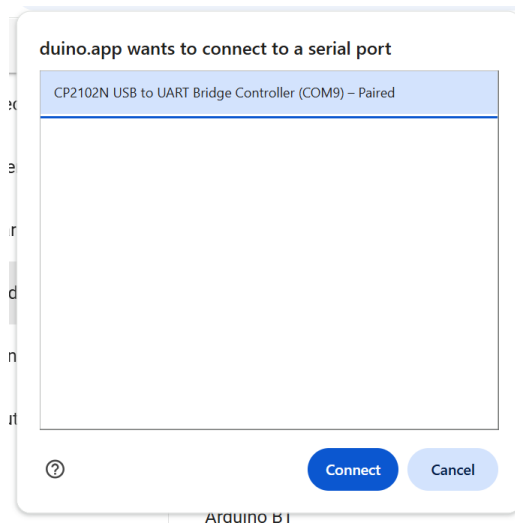 duino.app wants to connect to a serial port
CP2102N USB to UART Bridge Controller (COM9) – Paired
Connect
Cancel
Arduino BT